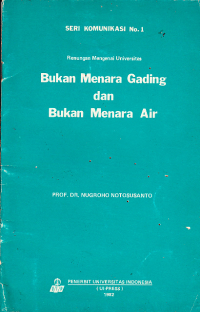 SERI KOMUNIKASI No. 1
Renungan Mengenai Universitas
Bukan Menara Gading
dan
Bukan Menara Air
PROF. DR. NUGROHO NOTOSUSANTO
PENERBIT UNIVERSITAS INDONESIA
( UI-PRESS )
1983